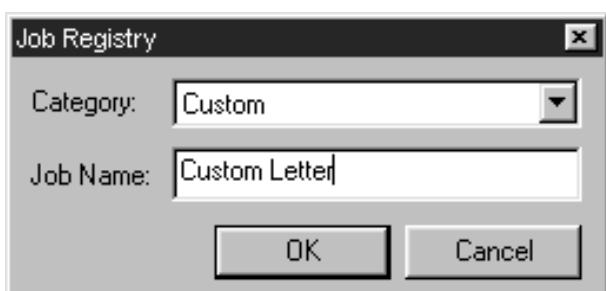 Job Registry
Category: Custom
Job Name: Custom Letter
OK Cancel